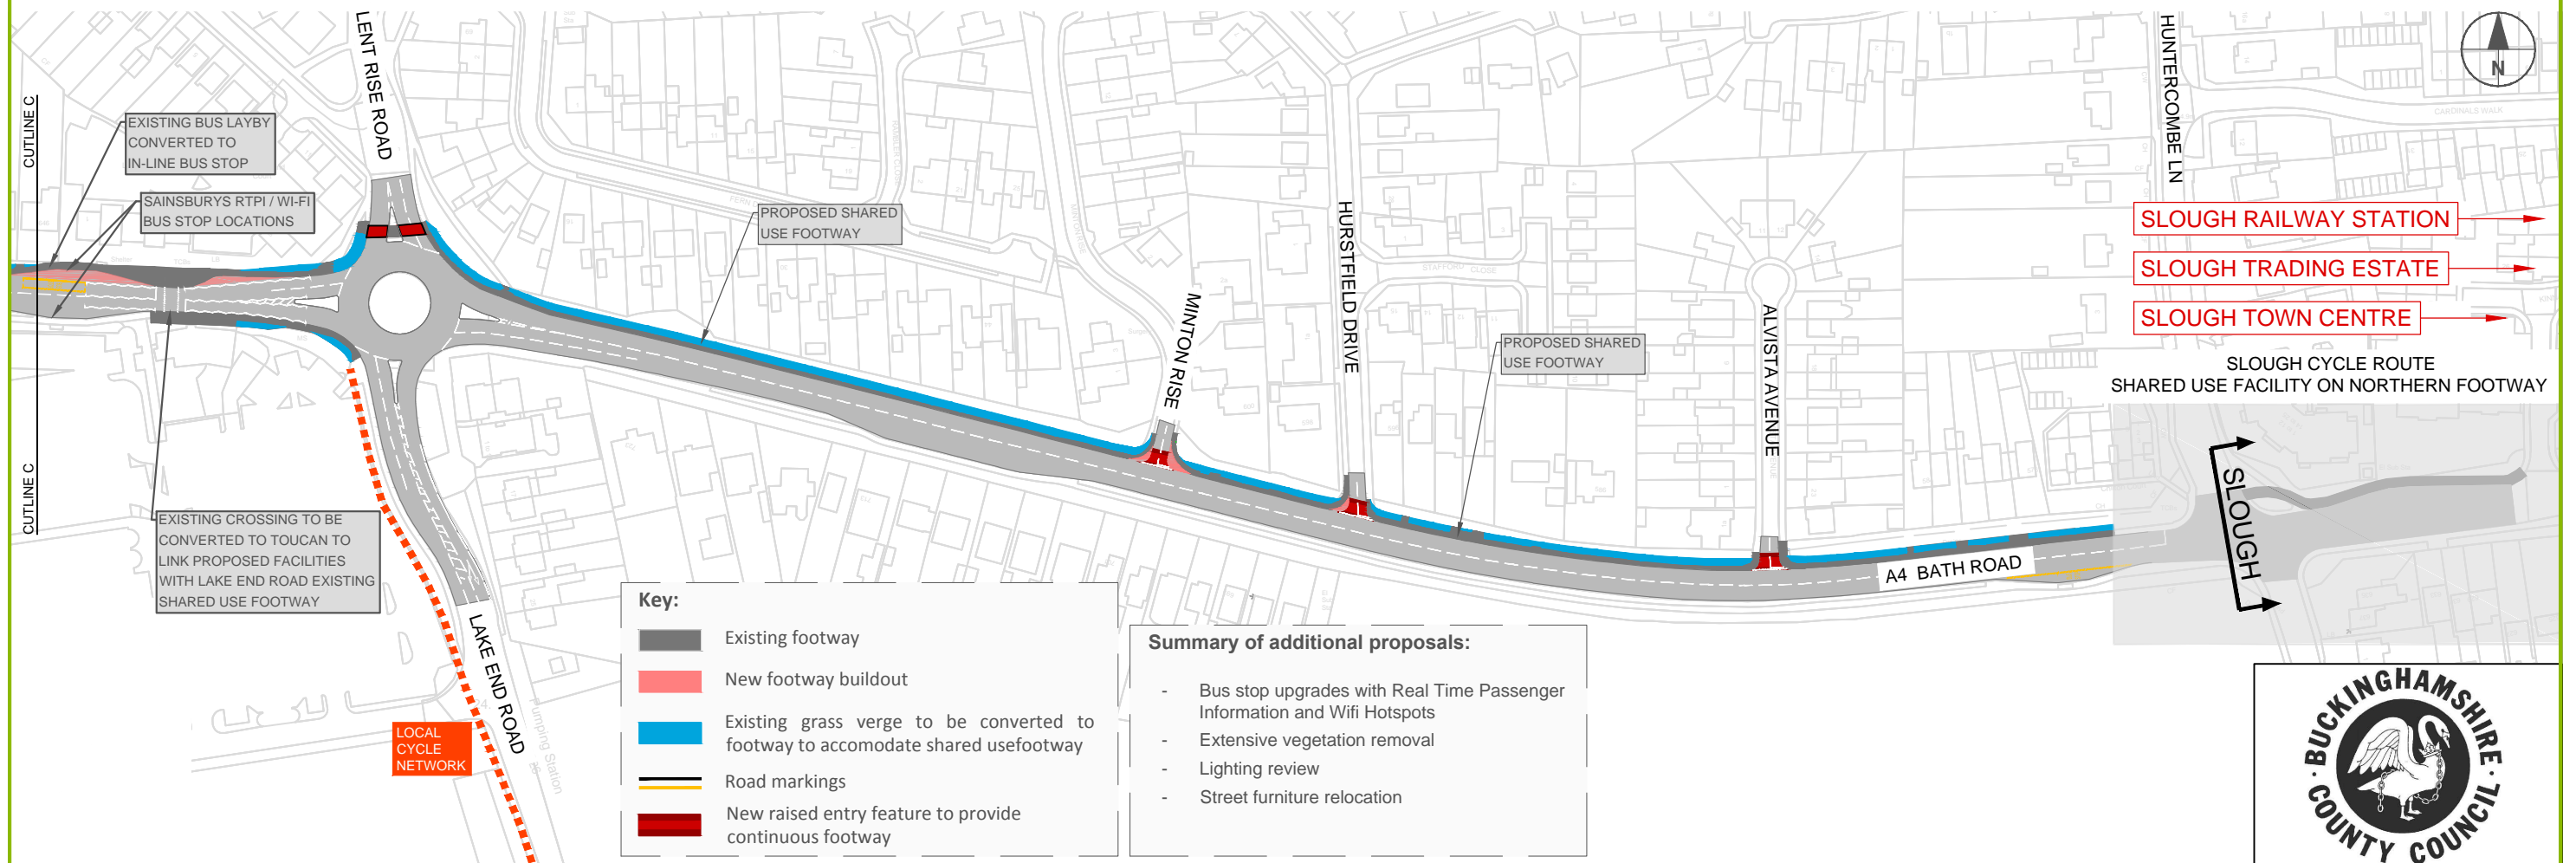 CUTLINE C
CUTLINE C
EXISTING BUS LAYBY
CONVERTED TO
IN-LINE BUS STOP
SAINSBURYS RTPI / WI-FI
BUS STOP LOCATIONS
LENT RISE ROAD
PROPOSED SHARED
USE FOOTWAY
MINTON RISE
HURSTFIELD DRIVE
STAFFORD CLOSE
PROPOSED SHARED
USE FOOTWAY
ALVISTA AVENUE
HUNTERCOMBE LN
CARDINALS WALK
N
SLOUGH RAILWAY STATION
SLOUGH TRADING ESTATE
SLOUGH TOWN CENTRE
SLOUGH CYCLE ROUTE
SHARED USE FACILITY ON NORTHERN FOOTWAY
SLOUGH
A4 BATH ROAD
EXISTING CROSSING TO BE
CONVERTED TO TOUCAN TO
LINK PROPOSED FACILITIES
WITH LAKE END ROAD EXISTING
SHARED USE FOOTWAY
LAKE END ROAD
Pumping Station
LOCAL
CYCLE
NETWORK
Key:
Existing footway
New footway buildout
Existing grass verge to be converted to
footway to accomodate shared usefootway
Road markings
New raised entry feature to provide
continuous footway
Summary of additional proposals:
- Bus stop upgrades with Real Time Passenger
Information and Wifi Hotspots
- Extensive vegetation removal
- Lighting review
- Street furniture relocation
· BUCKINGHAMSHIRE ·
COUNTY COUNCIL